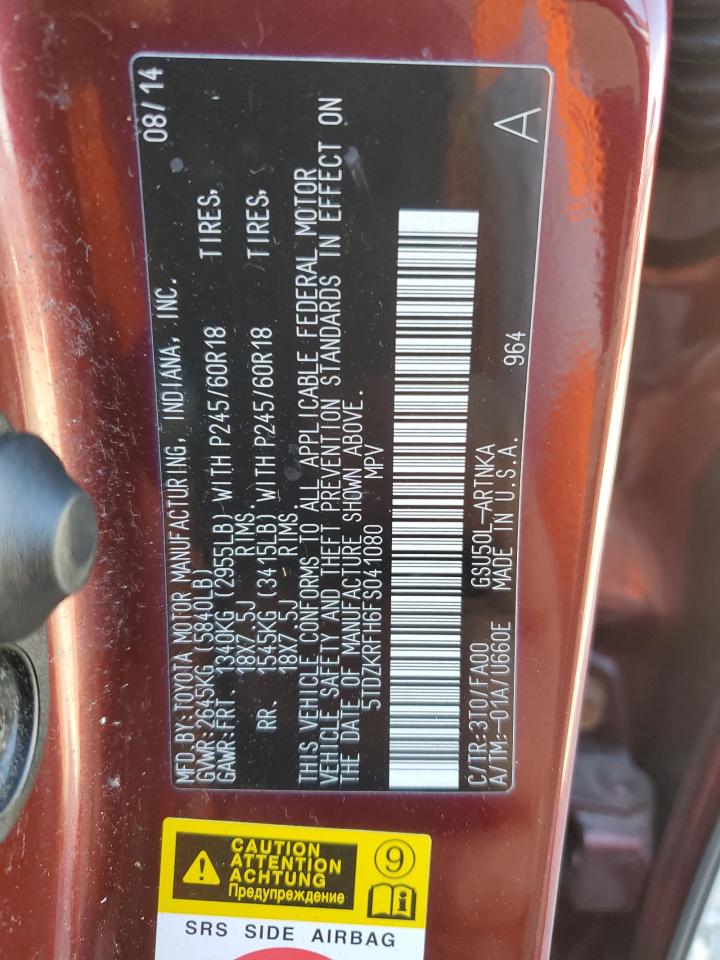 MFD.BY:TOYOTA MOTOR MANUFACTURING, INDIANA, INC. 08/14
GVWR:2645KG (5840LB)
GAWR:FRT. 1340KG (2955LB) WITH P245/60R18 TIRES,
18X7.5J RIMS,
RR. 1545KG (3415LB) WITH P245/60R18 TIRES,
18X7.5J RIMS
THIS VEHICLE CONFORMS TO ALL APPLICABLE FEDERAL MOTOR
VEHICLE SAFETY AND THEFT PREVENTION STANDARDS IN EFFECT ON
THE DATE OF MANUFACTURE SHOWN ABOVE.
5TDZKRFH6FS041080 MPV
C/TR:3T0/FA00 GSU50L-ARTNKA 964 A
A/TM:-01A/U660E MADE IN U.S.A.
CAUTION
ATTENTION
ACHTUNG
Предупреждение
9
i
SRS SIDE AIRBAG